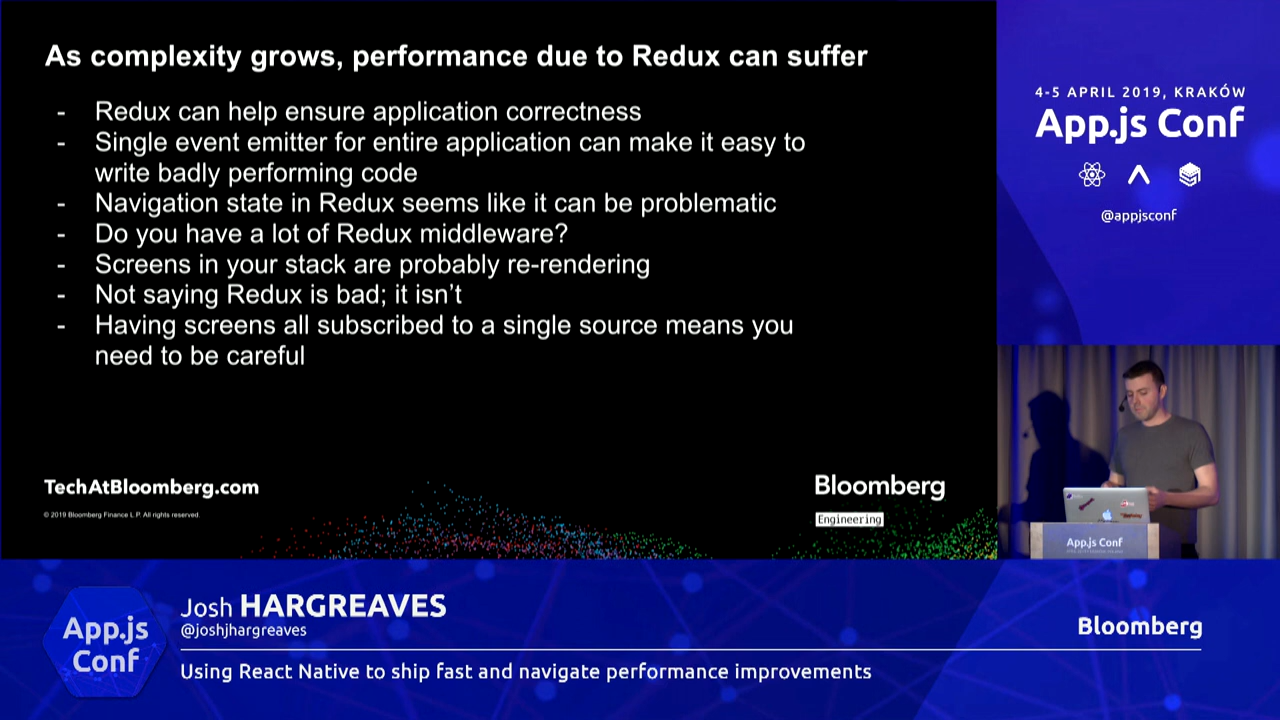 As complexity grows, performance due to Redux can suffer
- Redux can help ensure application correctness
- Single event emitter for entire application can make it easy to
write badly performing code
- Navigation state in Redux seems like it can be problematic
- Do you have a lot of Redux middleware?
- Screens in your stack are probably re-rendering
- Not saying Redux is bad; it isn't
- Having screens all subscribed to a single source means you
need to be careful
TechAtBloomberg.com
© 2019 Bloomberg Finance L.P. All rights reserved.
Bloomberg
Engineering
4-5 APRIL 2019, KRAKÓW
App.js Conf
@appjsconf
App.js Conf
App.js
Conf
Josh HARGREAVES
@joshjhargreaves
Bloomberg
Using React Native to ship fast and navigate performance improvements